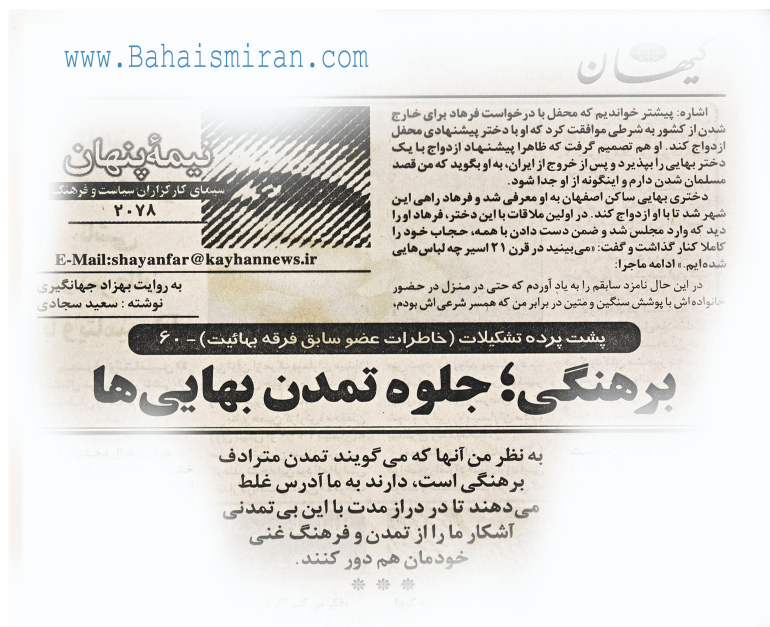 www.Bahaismiran.com
کیهان
اشاره: پیشتر خواندیم که محفل با درخواست فرهاد برای خارج
شدن از کشور به شرطی موافقت کرد که او با دختر پیشنهادی محفل
ازدواج کند. او هم تصمیم گرفت که ظاهرا پیشنهاد ازدواج با یک
دختر بهایی را بپذیرد و پس از خروج از ایران، به او بگوید که من قصد
مسلمان شدن دارم و اینگونه از او جدا شود.
دختری بهایی ساکن اصفهان به او معرفی شد و فرهاد راهی این
شهر شد تا با او ازدواج کند. در اولین ملاقات با این دختر، فرهاد او را
دید که وارد مجلس شد و ضمن دست دادن با همه، حجاب خود را
کاملا کنار گذاشت و گفت: «می‌بینید در قرن ۲۱ اسیر چه لباس‌هایی
شده‌ایم.» ادامه ماجرا:
در این حال نامزد سابقم را به یاد آوردم که حتی در منزل در حضور
خانواده‌اش با پوشش سنگین و متین در برابر من که همسر شرعی‌اش بودم،
نیمهٔ پنهان
سیمای کارگزاران سیاست و فرهنگ
۲۰۷۸
E-Mail:shayanfar@kayhannews.ir
به روایت بهزاد جهانگیری
نوشته : سعید سجادی
پشت پرده تشکیلات (خاطرات عضو سابق فرقه بهائیت) - ۶۰
برهنگی؛ جلوه تمدن بهایی‌ها
به نظر من آنها که می‌گویند تمدن مترادف
برهنگی است، دارند به ما آدرس غلط
می‌دهند تا در دراز مدت با این بی‌تمدنی
آشکار ما را از تمدن و فرهنگ غنی
خودمان هم دور کنند.